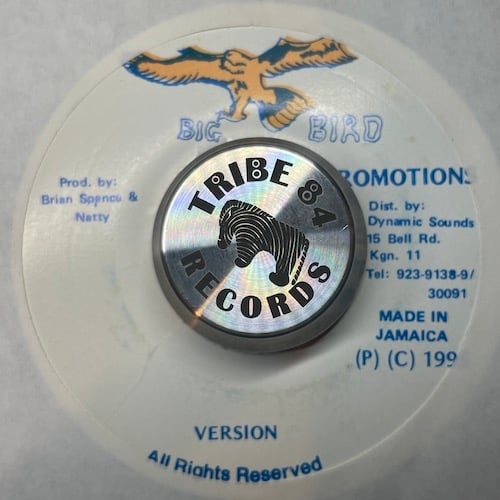 BIG BIRD
ROMOTIONS
Prod. by:
Brian Spence &
Natty
Dist. by:
Dynamic Sounds
15 Bell Rd.
Kgn. 11
Tel: 923-9138-9/
30091
MADE IN
JAMAICA
(P) (C) 199
TRIBE 84
RECORDS
VERSION
All Rights Reserved